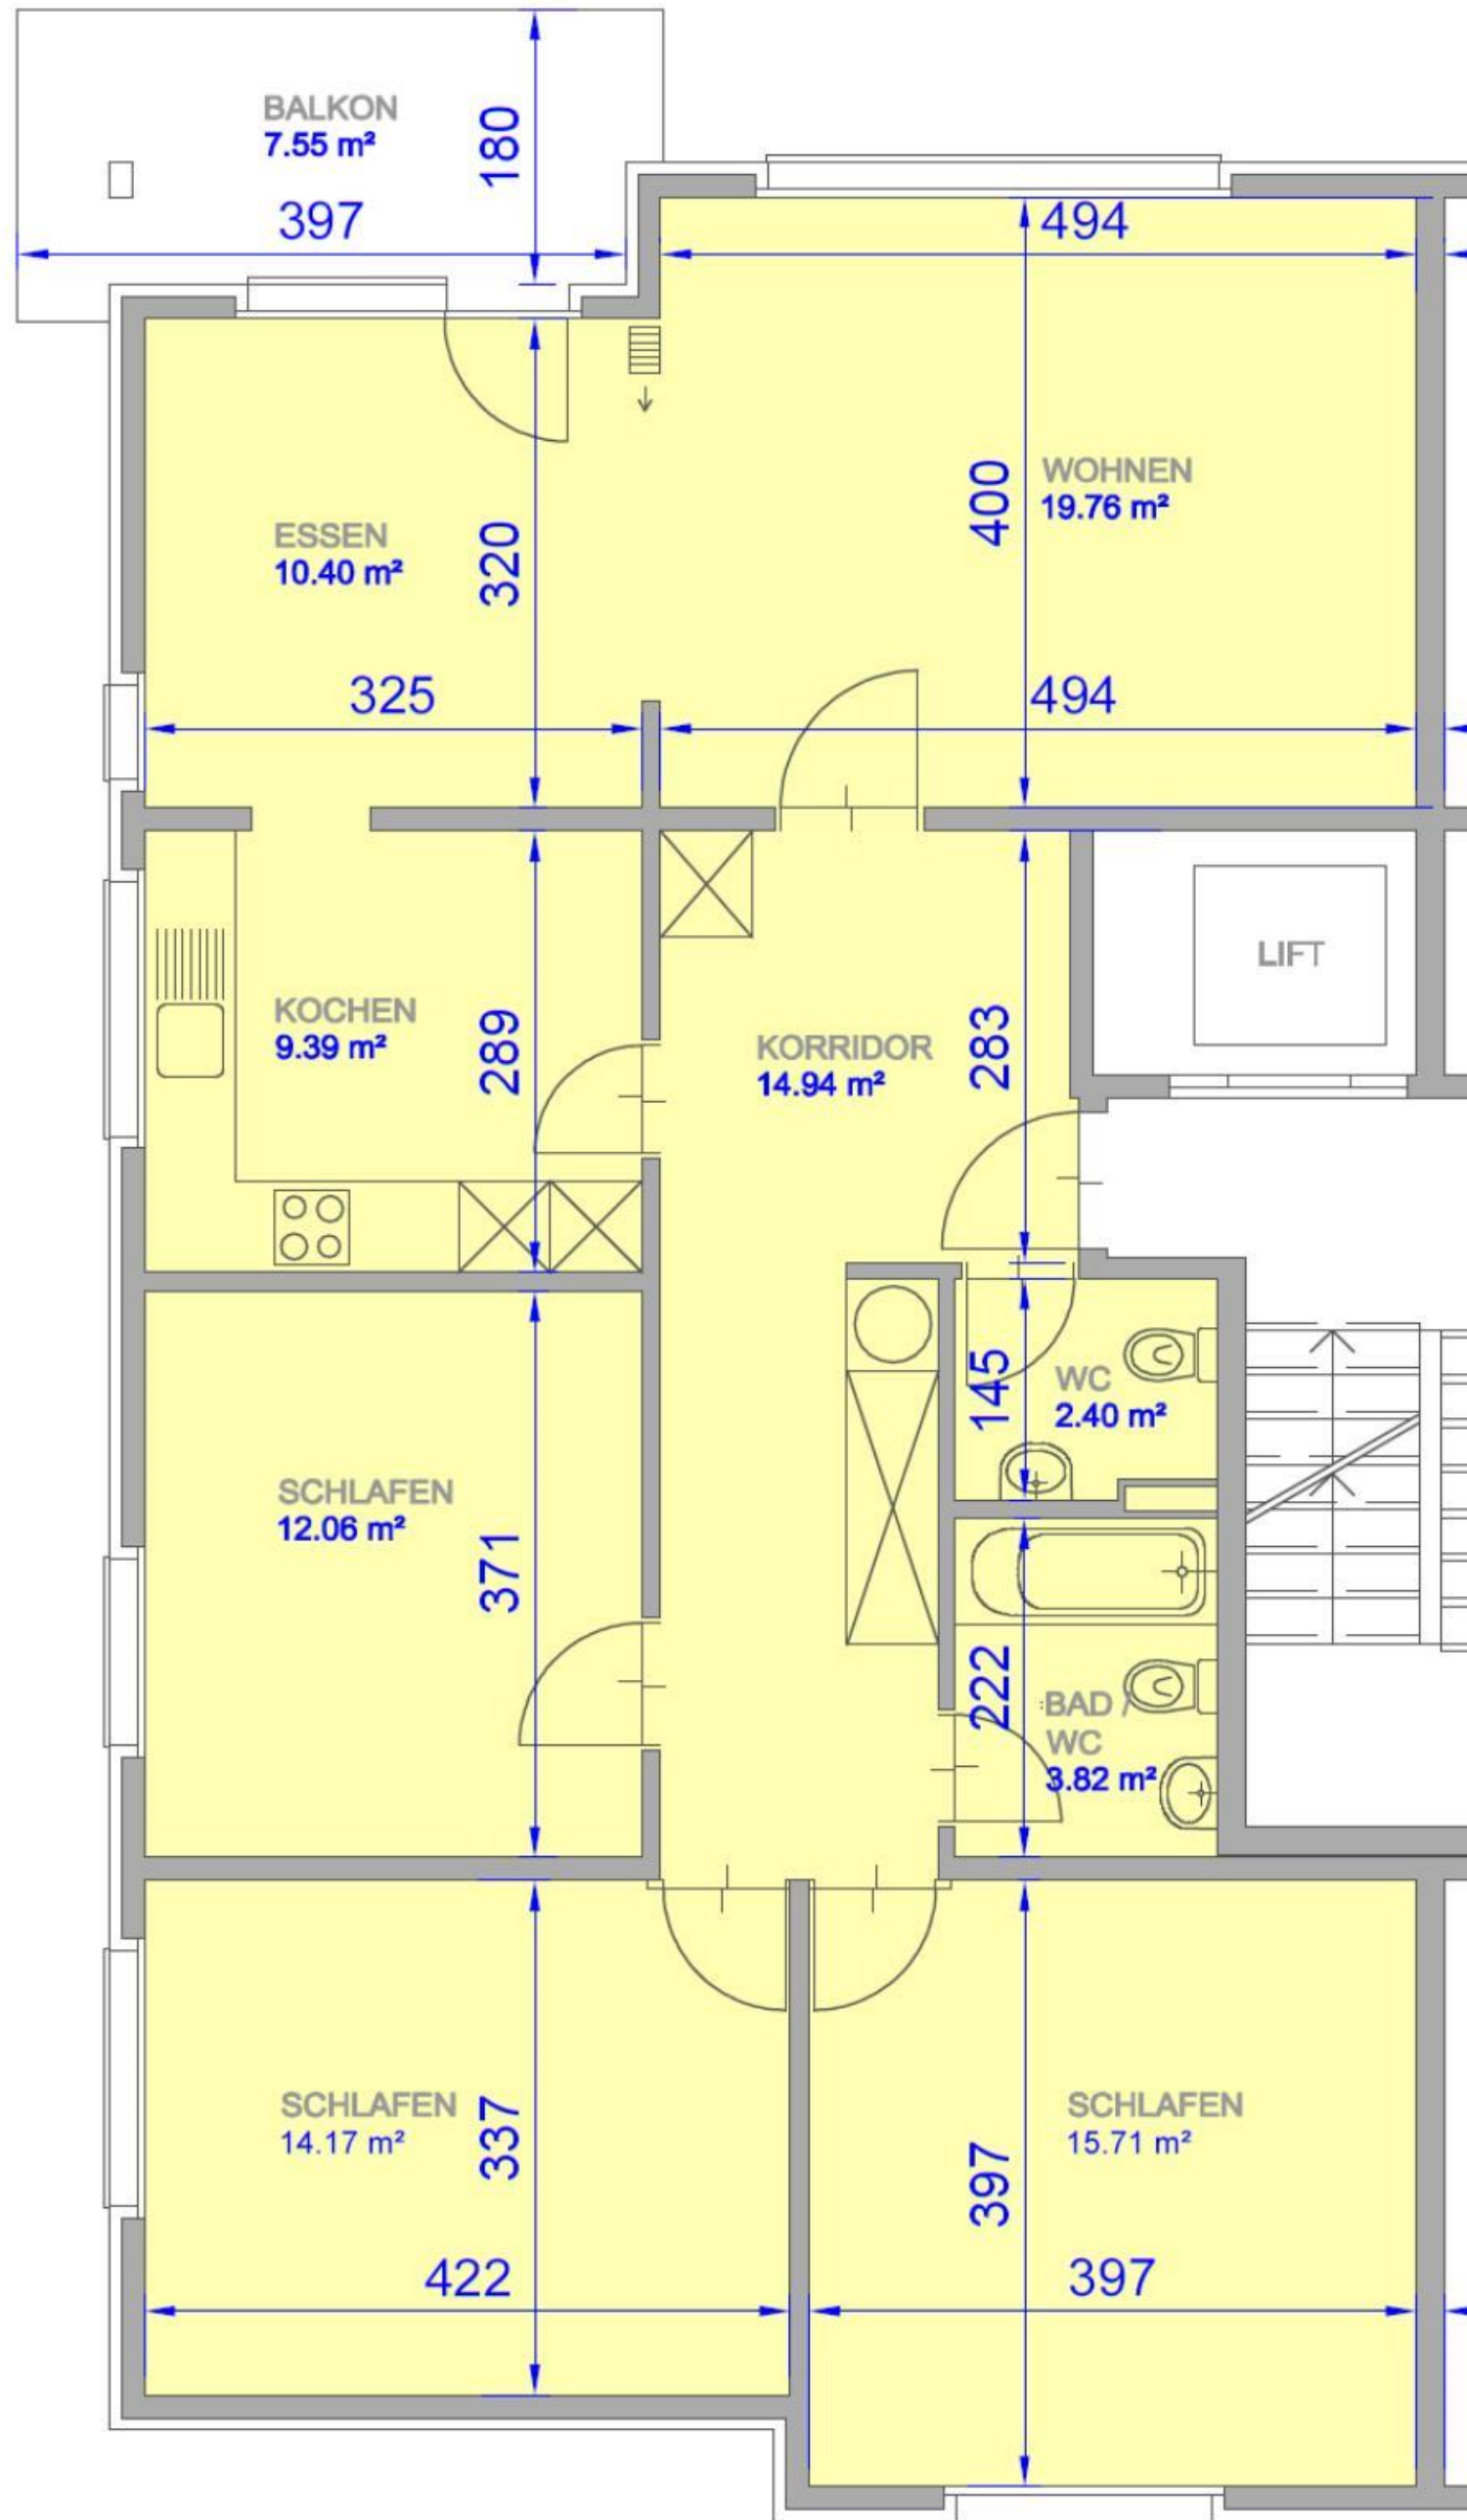 BALKON
7.55 m²
180
397
494
WOHNEN
19.76 m²
400
ESSEN
10.40 m²
320
325
494
LIFT
KOCHEN
9.39 m²
289
KORRIDOR
14.94 m²
283
145
WC
2.40 m²
SCHLAFEN
12.06 m²
371
222
BAD /
WC
3.82 m²
SCHLAFEN
14.17 m²
337
SCHLAFEN
15.71 m²
397
422
397